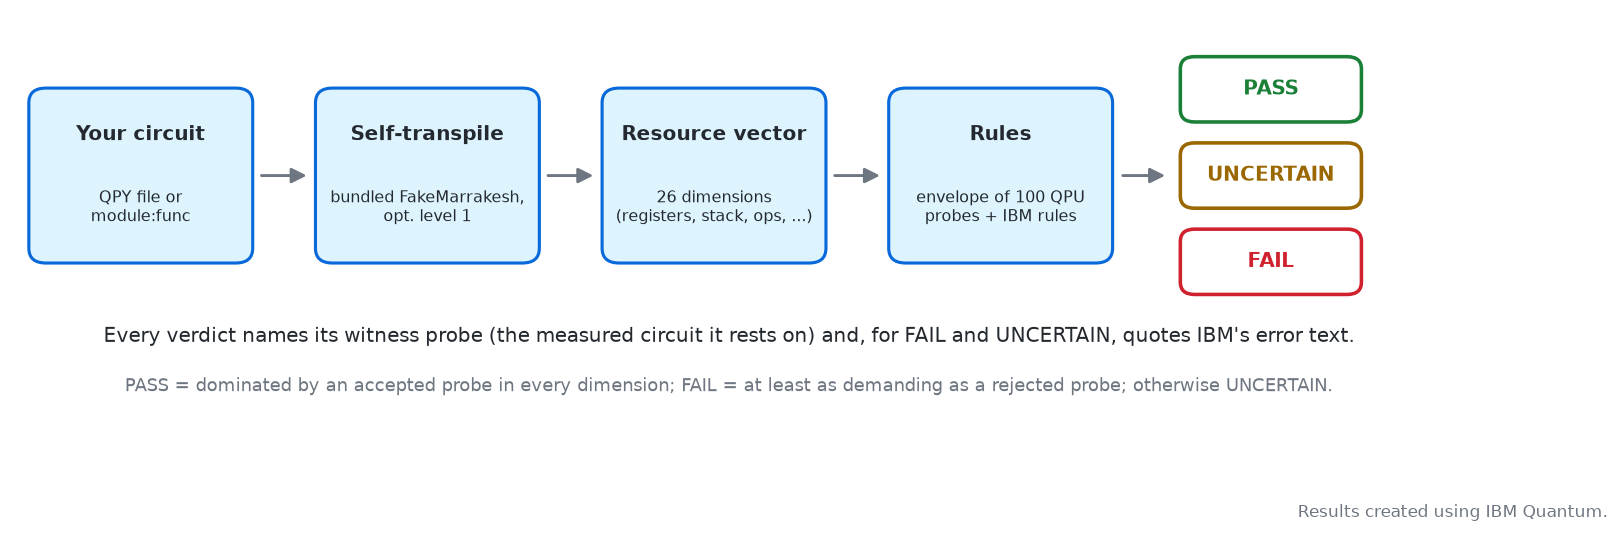 Your circuit
QPY file or
module:func
Self-transpile
bundled FakeMarrakesh,
opt. level 1
Resource vector
26 dimensions
(registers, stack, ops, ...)
Rules
envelope of 100 QPU
probes + IBM rules
PASS
UNCERTAIN
FAIL
Every verdict names its witness probe (the measured circuit it rests on) and, for FAIL and UNCERTAIN, quotes IBM's error text.
PASS = dominated by an accepted probe in every dimension; FAIL = at least as demanding as a rejected probe; otherwise UNCERTAIN.
Results created using IBM Quantum.